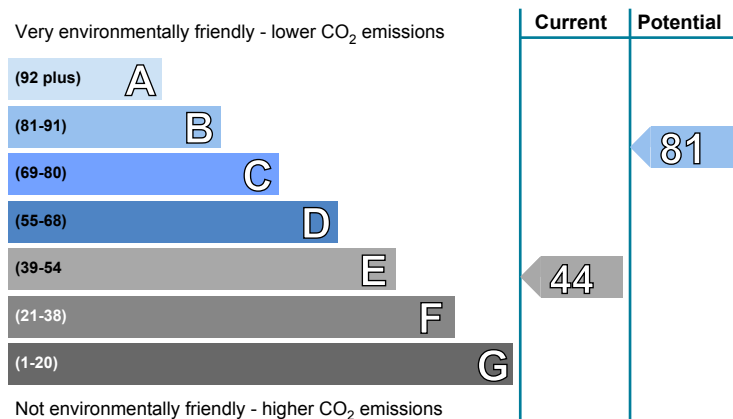 Current Potential
Very environmentally friendly - lower CO2 emissions
(92 plus) A
(81-91) B
81
(69-80) C
(55-68) D
(39-54 E
44
(21-38) F
(1-20) G
Not environmentally friendly - higher CO2 emissions